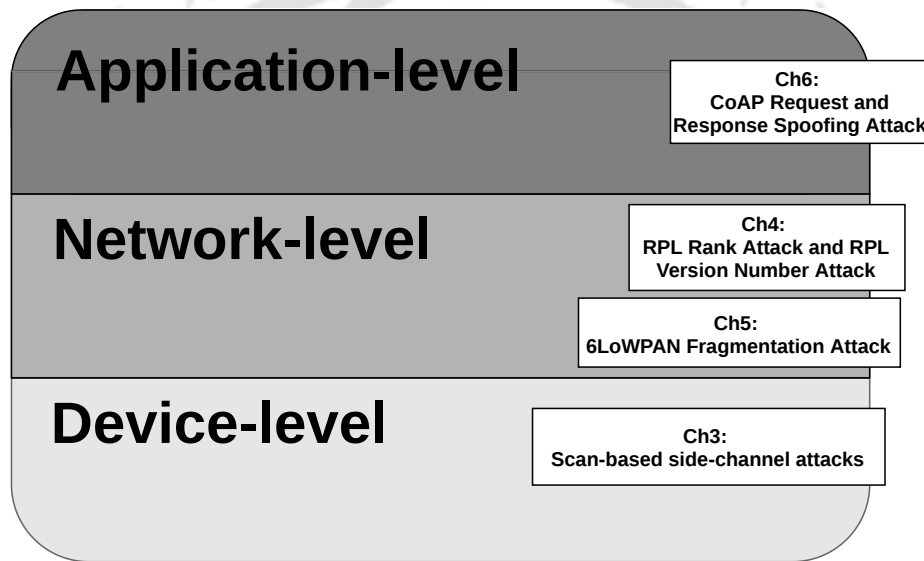 Application-level
Ch6:
CoAP Request and
Response Spoofing Attack
Network-level
Ch4:
RPL Rank Attack and RPL
Version Number Attack
Ch5:
6LoWPAN Fragmentation Attack
Device-level
Ch3:
Scan-based side-channel attacks